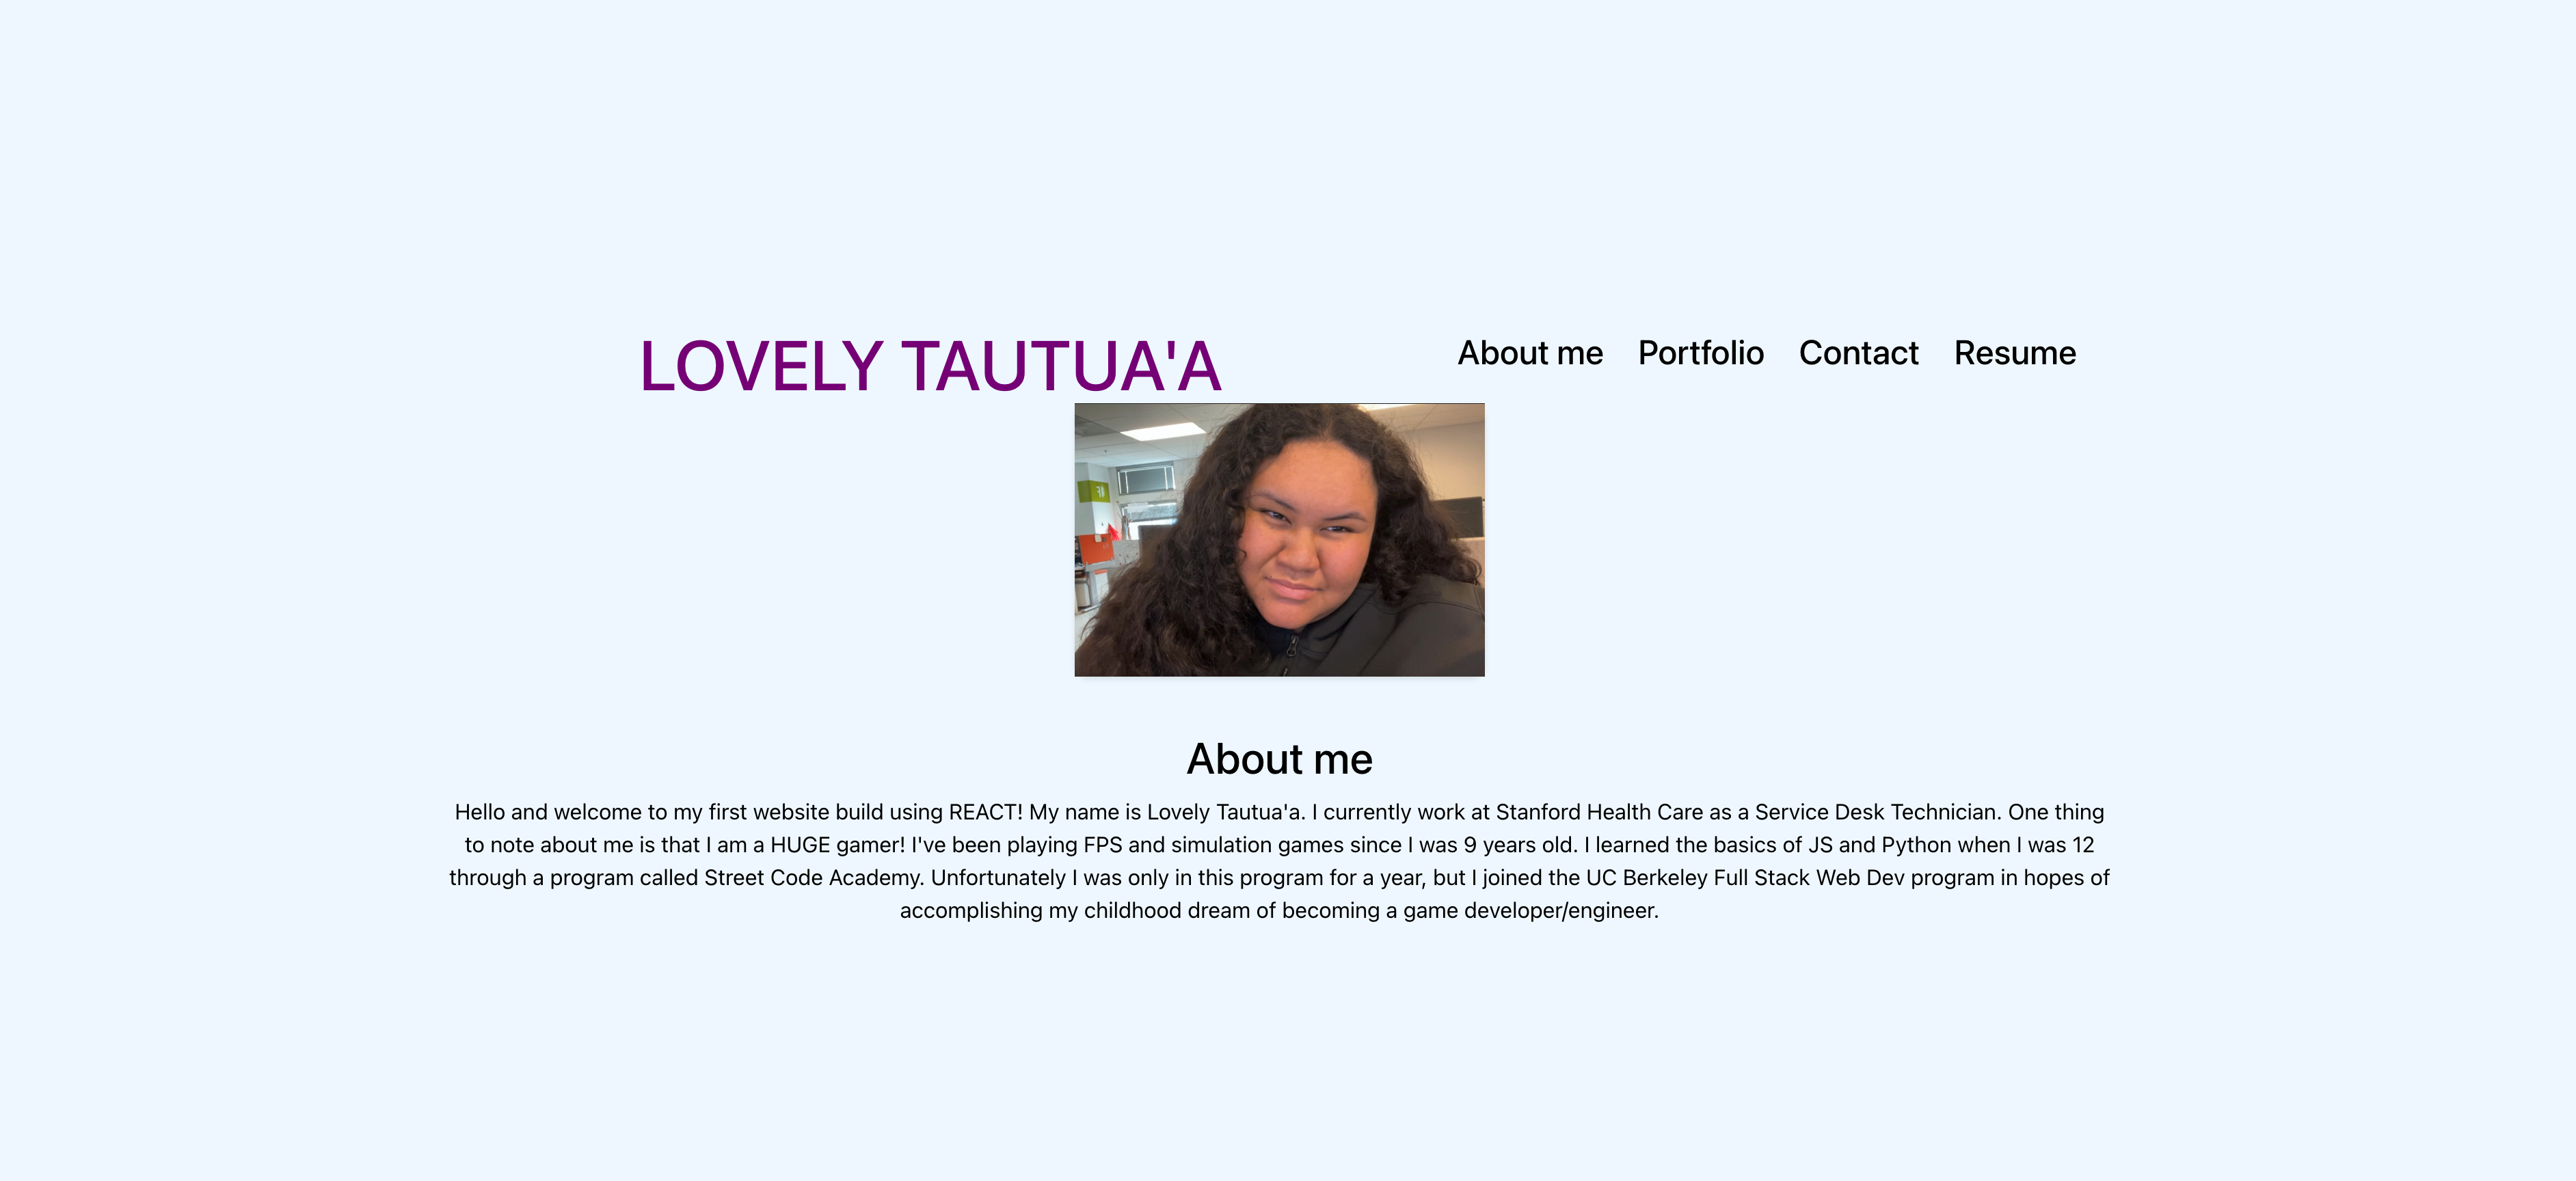 LOVELY TAUTUA'A
About me Portfolio Contact Resume
About me
Hello and welcome to my first website build using REACT! My name is Lovely Tautua'a. I currently work at Stanford Health Care as a Service Desk Technician. One thing
to note about me is that I am a HUGE gamer! I've been playing FPS and simulation games since I was 9 years old. I learned the basics of JS and Python when I was 12
through a program called Street Code Academy. Unfortunately I was only in this program for a year, but I joined the UC Berkeley Full Stack Web Dev program in hopes of
accomplishing my childhood dream of becoming a game developer/engineer.